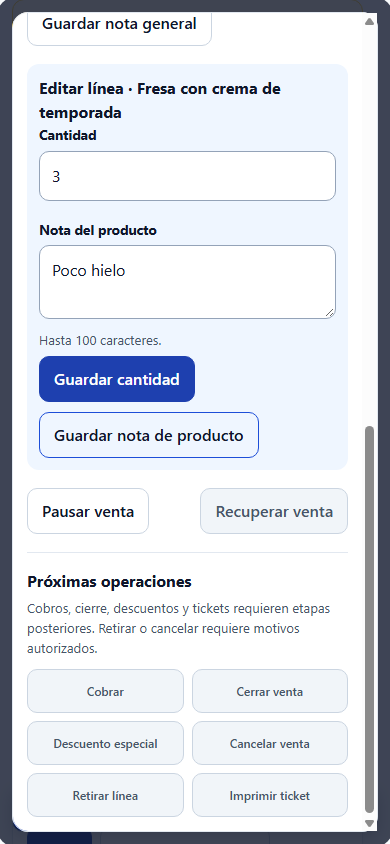 Guardar nota general
Editar línea · Fresa con crema de
temporada
Cantidad
3
Nota del producto
Poco hielo
Hasta 100 caracteres.
Guardar cantidad
Guardar nota de producto
Pausar venta
Recuperar venta
Próximas operaciones
Cobros, cierre, descuentos y tickets requieren etapas
posteriores. Retirar o cancelar requiere motivos
autorizados.
Cobrar
Cerrar venta
Descuento especial
Cancelar venta
Retirar línea
Imprimir ticket